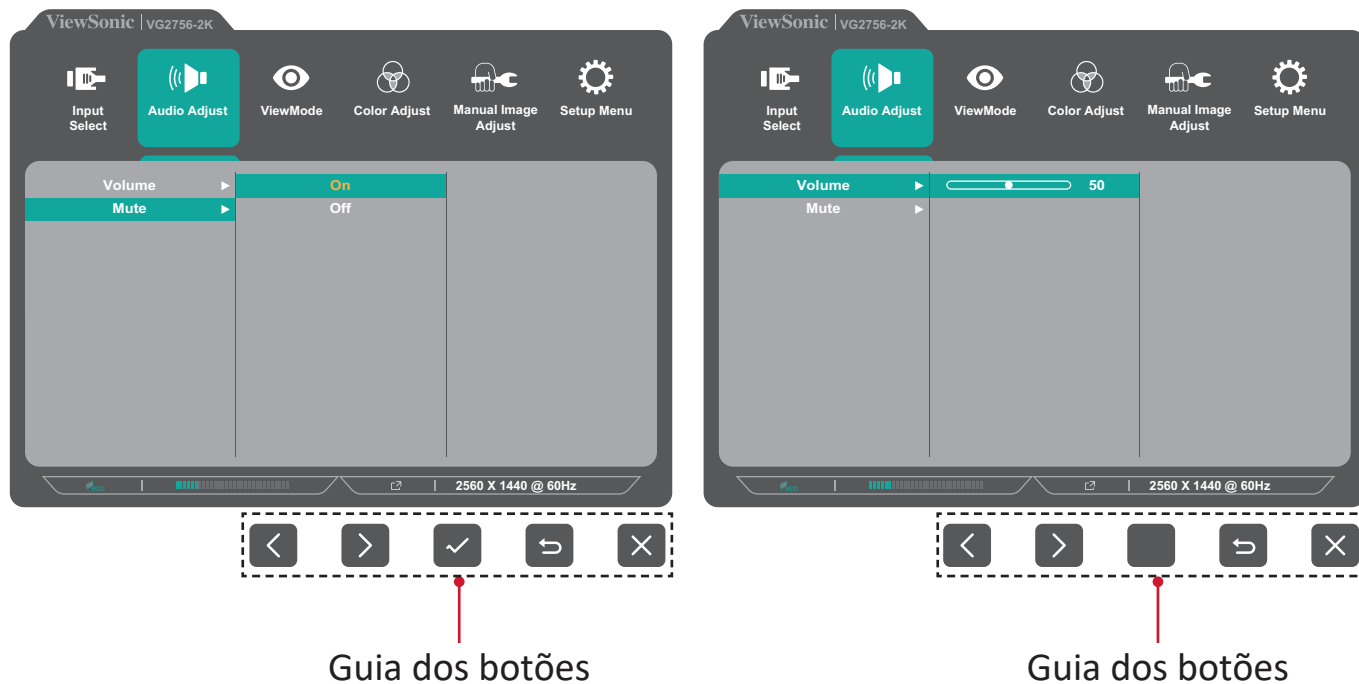 ViewSonic | VG2756-2K
Input Select
Audio Adjust
ViewMode
Color Adjust
Manual Image Adjust
Setup Menu
Volume
On
Mute
Off
eco
2560 X 1440 @ 60Hz
Guia dos botões
ViewSonic | VG2756-2K
Input Select
Audio Adjust
ViewMode
Color Adjust
Manual Image Adjust
Setup Menu
Volume
50
Mute
eco
2560 X 1440 @ 60Hz
Guia dos botões